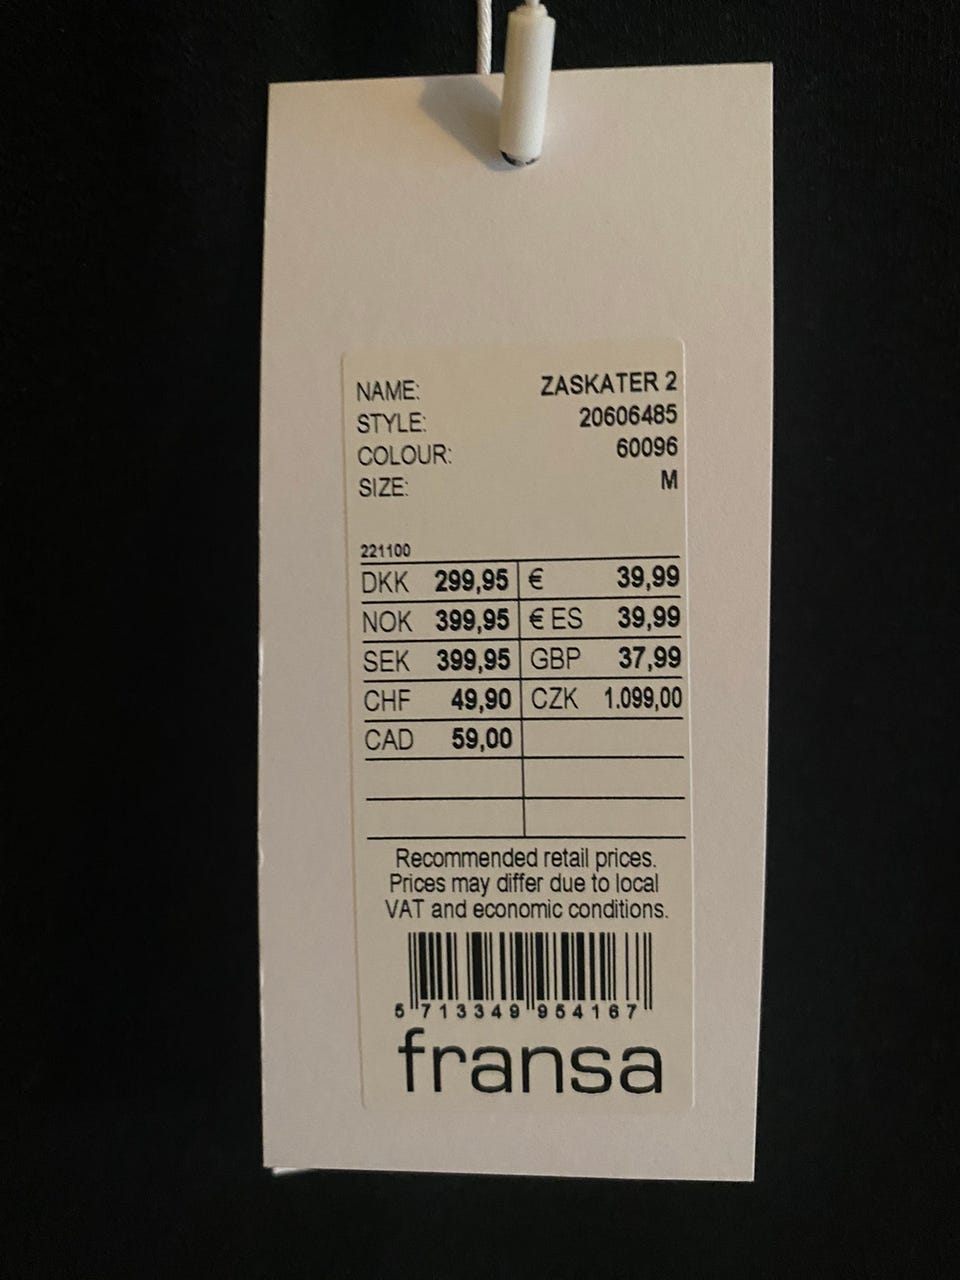 NAME: ZASKATER 2
STYLE: 20606485
COLOUR: 60096
SIZE: M
221100
DKK 299,95 € 39,99
NOK 399,95 € ES 39,99
SEK 399,95 GBP 37,99
CHF 49,90 CZK 1.099,00
CAD 59,00
Recommended retail prices.
Prices may differ due to local
VAT and economic conditions.
5 713349 954167
fransa